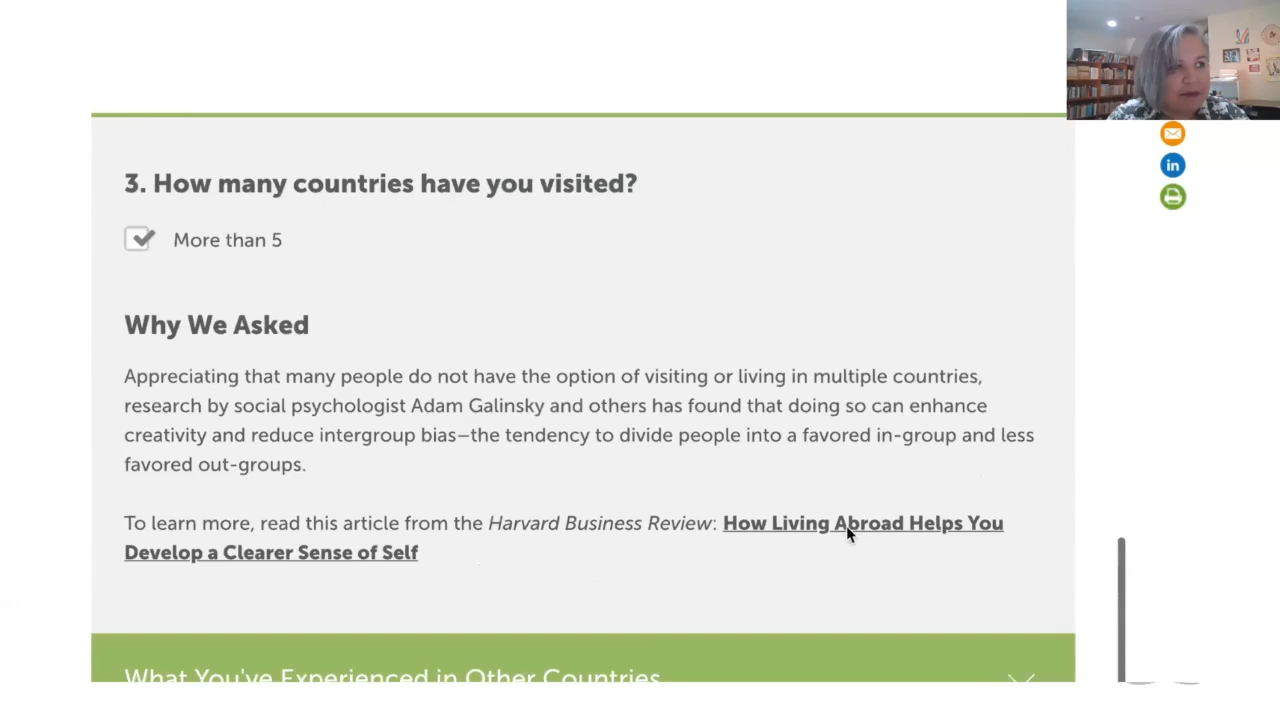 3. How many countries have you visited?
More than 5
Why We Asked
Appreciating that many people do not have the option of visiting or living in multiple countries,
research by social psychologist Adam Galinsky and others has found that doing so can enhance
creativity and reduce intergroup bias–the tendency to divide people into a favored in-group and less
favored out-groups.
To learn more, read this article from the Harvard Business Review: How Living Abroad Helps You
Develop a Clearer Sense of Self
What You've Experienced in Other Countries
in